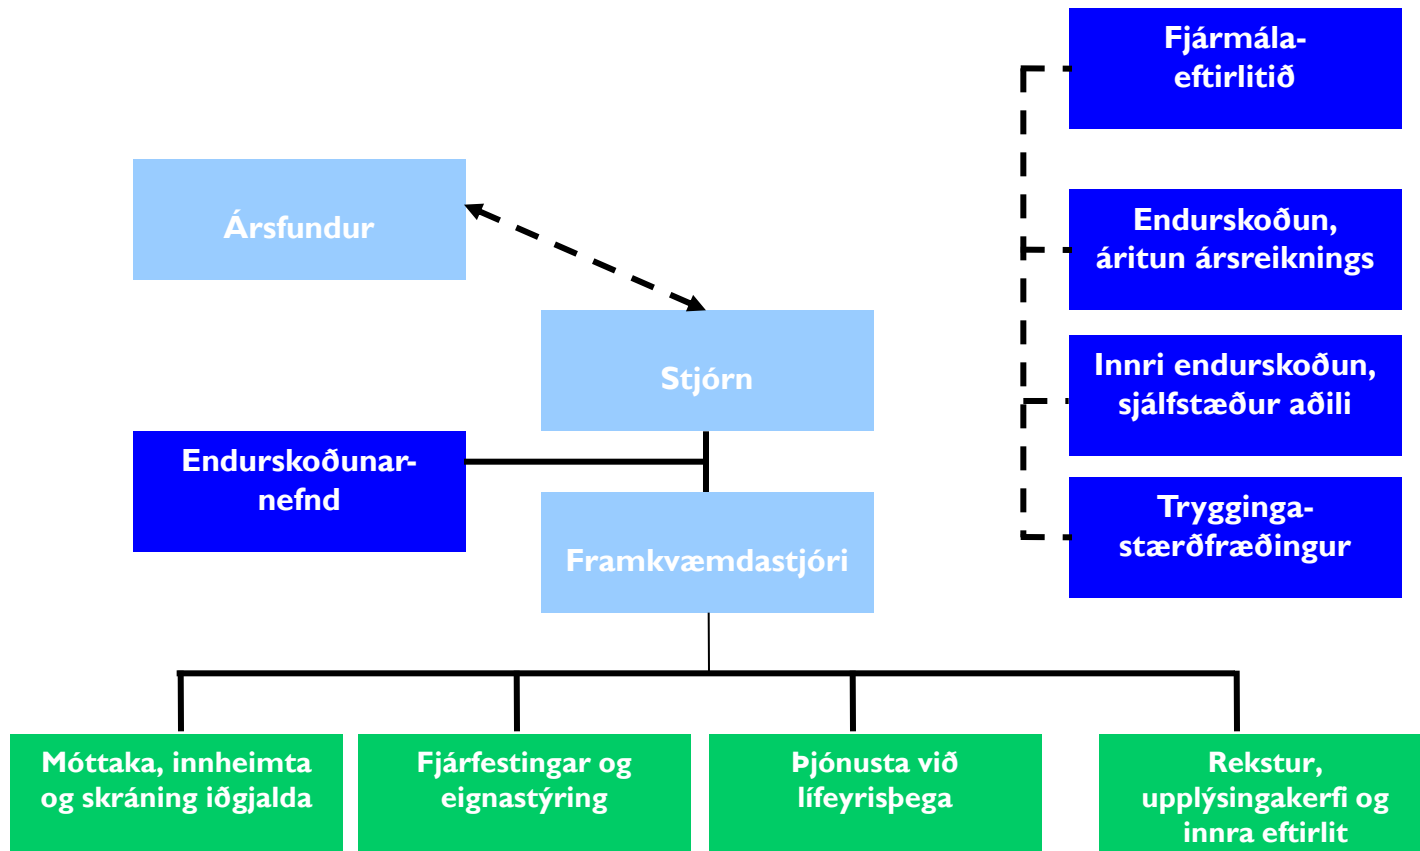 Fjármála-
eftirlitið
Ársfundur
Endurskoðun,
áritun ársreiknings
Stjórn
Innri endurskoðun,
sjálfstæður aðili
Endurskoðunar-
nefnd
Framkvæmdastjóri
Trygginga-
stærðfræðingur
Móttaka, innheimta
og skráning iðgjalda
Fjárfestingar og
eignastýring
Þjónusta við
lífeyrisþega
Rekstur,
upplýsingakerfi og
innra eftirlit